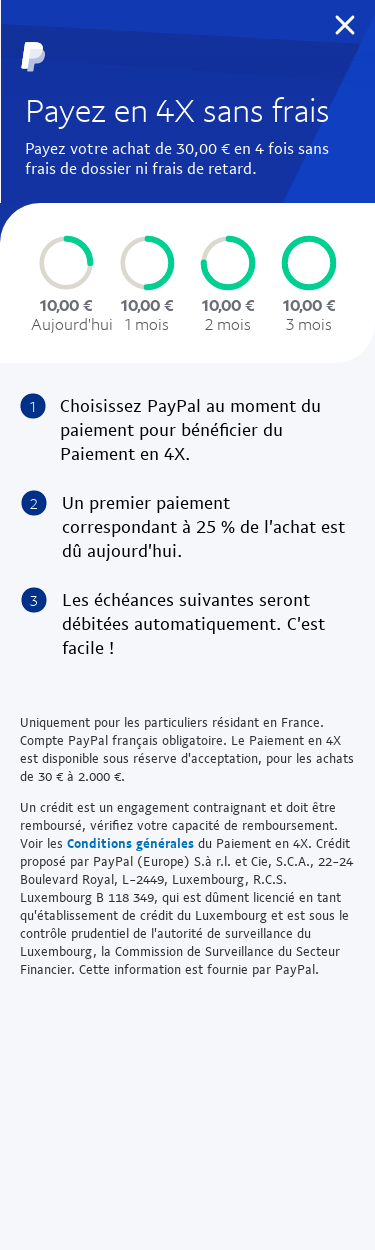 Payez en 4X sans frais
Payez votre achat de 30,00 € en 4 fois sans
frais de dossier ni frais de retard.
10,00 € 10,00 € 10,00 € 10,00 €
Aujourd'hui 1 mois 2 mois 3 mois
1 Choisissez PayPal au moment du
paiement pour bénéficier du
Paiement en 4X.
2 Un premier paiement
correspondant à 25 % de l'achat est
dû aujourd'hui.
3 Les échéances suivantes seront
débitées automatiquement. C'est
facile !
Uniquement pour les particuliers résidant en France.
Compte PayPal français obligatoire. Le Paiement en 4X
est disponible sous réserve d'acceptation, pour les achats
de 30 € à 2.000 €.
Un crédit est un engagement contraignant et doit être
remboursé, vérifiez votre capacité de remboursement.
Voir les Conditions générales du Paiement en 4X. Crédit
proposé par PayPal (Europe) S.à r.l. et Cie, S.C.A., 22-24
Boulevard Royal, L-2449, Luxembourg, R.C.S.
Luxembourg B 118 349, qui est dûment licencié en tant
qu'établissement de crédit du Luxembourg et est sous le
contrôle prudentiel de l'autorité de surveillance du
Luxembourg, la Commission de Surveillance du Secteur
Financier. Cette information est fournie par PayPal.